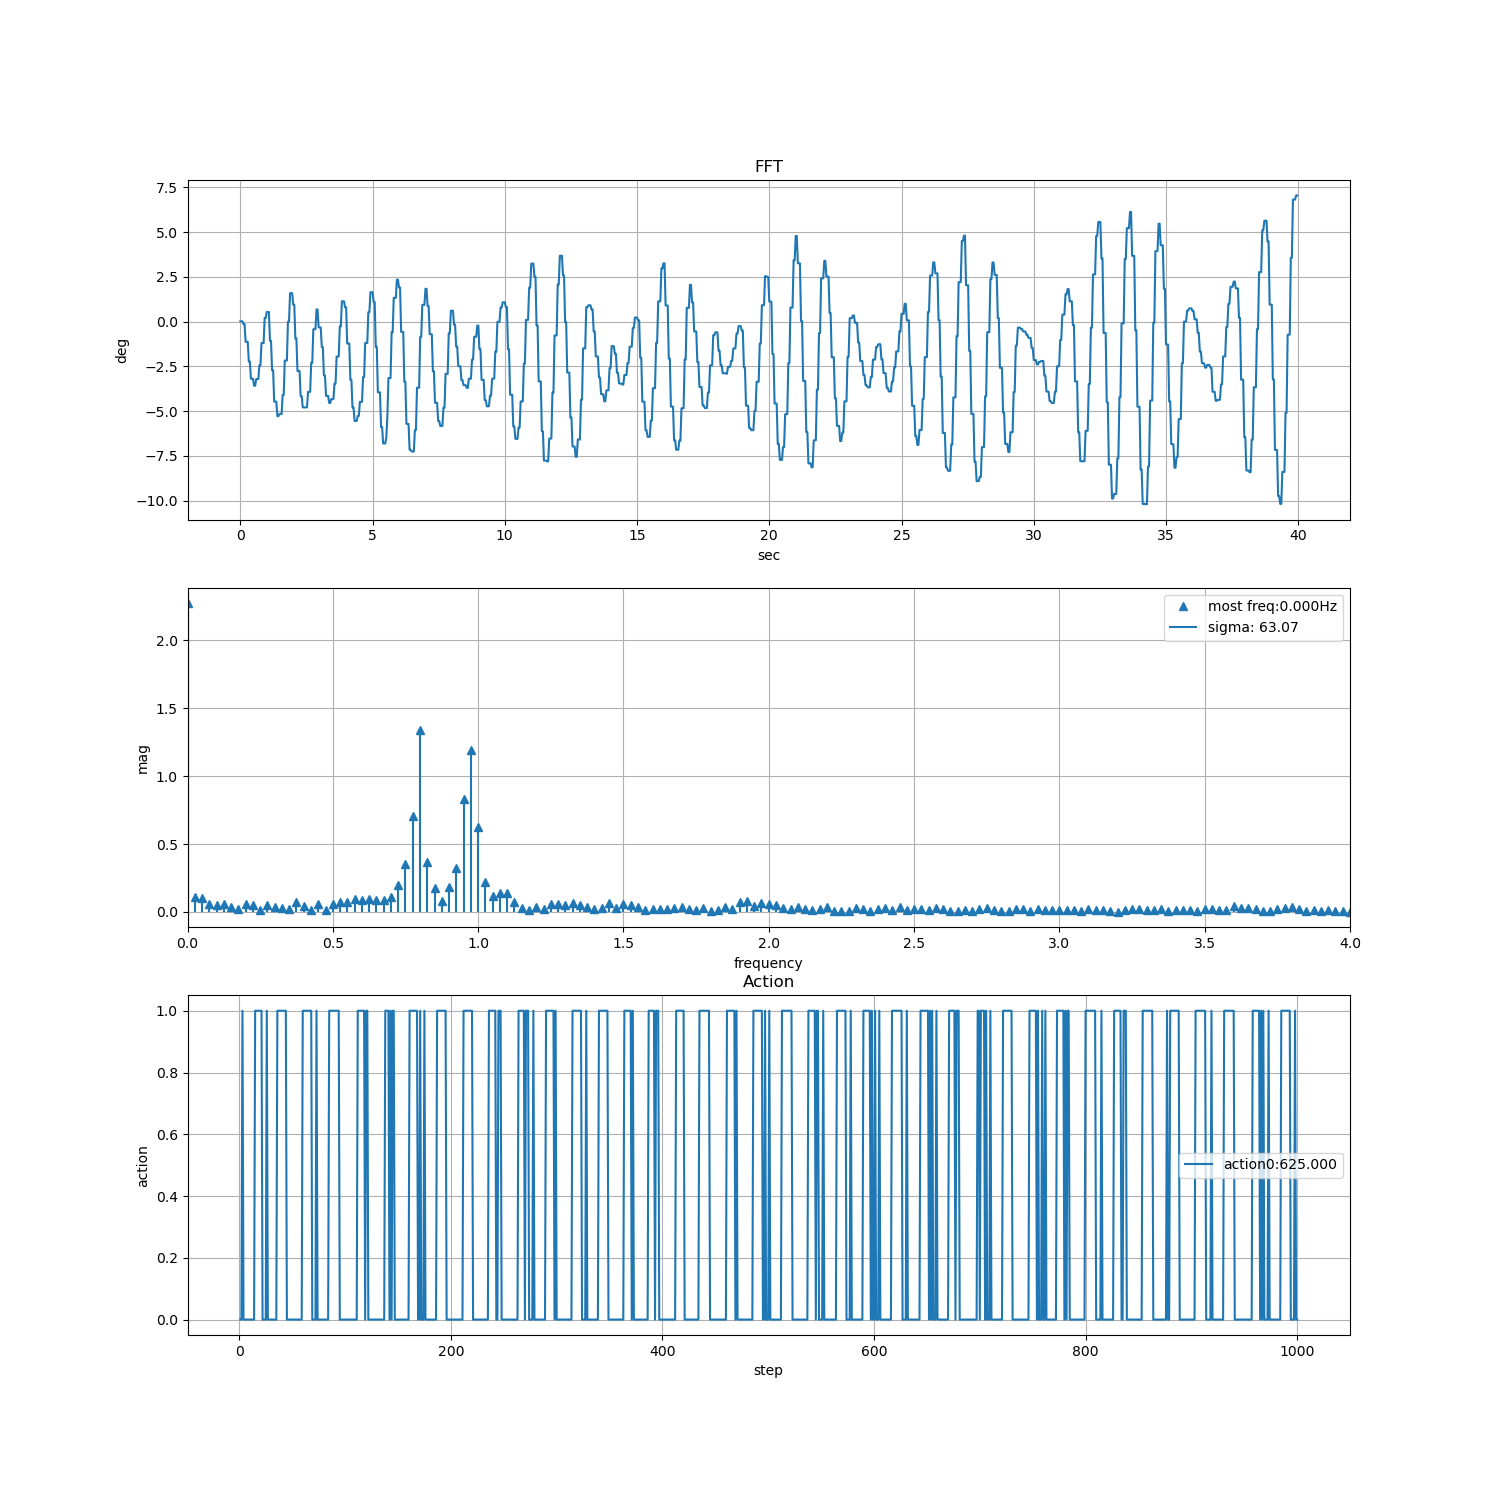 FFT
7.5
5.0
2.5
0.0
−2.5
−5.0
−7.5
−10.0
deg
0 5 10 15 20 25 30 35 40
sec
most freq:0.000Hz
sigma: 63.07
2.0
1.5
1.0
0.5
0.0
mag
0.0 0.5 1.0 1.5 2.0 2.5 3.0 3.5 4.0
frequency
Action
1.0
0.8
0.6
0.4
0.2
0.0
action
action0:625.000
0 200 400 600 800 1000
step